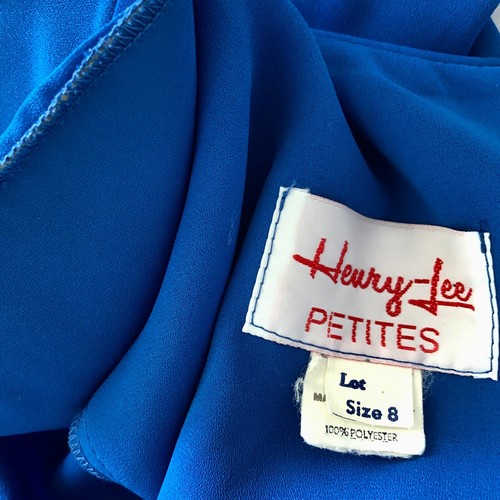 Henry-Lee
PETITES
Lot
Size 8
100% POLYESTER